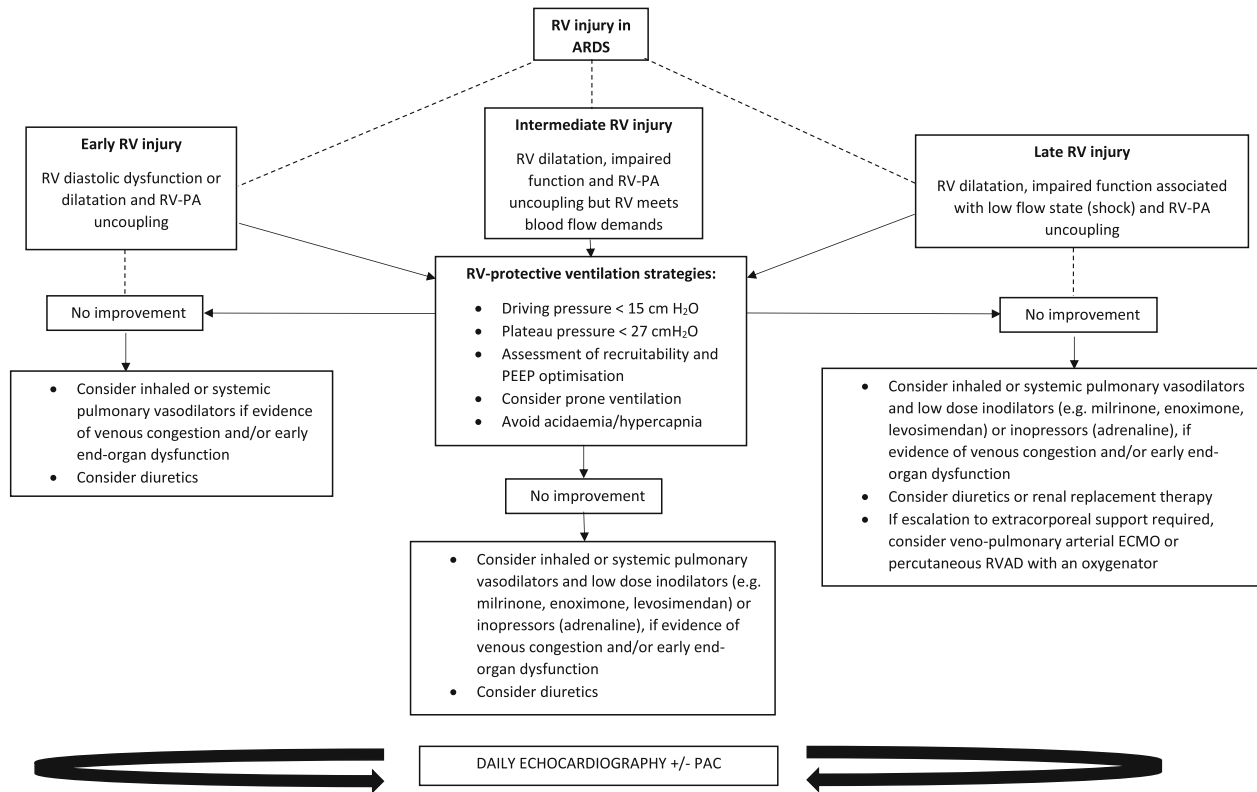 RV injury in
ARDS
Early RV injury
RV diastolic dysfunction or
dilatation and RV-PA
uncoupling
Intermediate RV injury
RV dilatation, impaired
function and RV-PA
uncoupling but RV meets
blood flow demands
Late RV injury
RV dilatation, impaired function associated
with low flow state (shock) and RV-PA
uncoupling
RV-protective ventilation strategies:
● Driving pressure < 15 cm H₂O
● Plateau pressure < 27 cmH₂O
● Assessment of recruitability and
PEEP optimisation
● Consider prone ventilation
● Avoid acidaemia/hypercapnia
No improvement
● Consider inhaled or systemic
pulmonary vasodilators if evidence
of venous congestion and/or early
end-organ dysfunction
● Consider diuretics
No improvement
● Consider inhaled or systemic pulmonary
vasodilators and low dose inodilators (e.g.
milrinone, enoximone, levosimendan) or
inopressors (adrenaline), if evidence of
venous congestion and/or early end-
organ dysfunction
● Consider diuretics
No improvement
● Consider inhaled or systemic pulmonary vasodilators
and low dose inodilators (e.g. milrinone, enoximone,
levosimendan) or inopressors (adrenaline), if
evidence of venous congestion and/or early end-
organ dysfunction
● Consider diuretics or renal replacement therapy
● If escalation to extracorporeal support required,
consider veno-pulmonary arterial ECMO or
percutaneous RVAD with an oxygenator
DAILY ECHOCARDIOGRAPHY +/- PAC